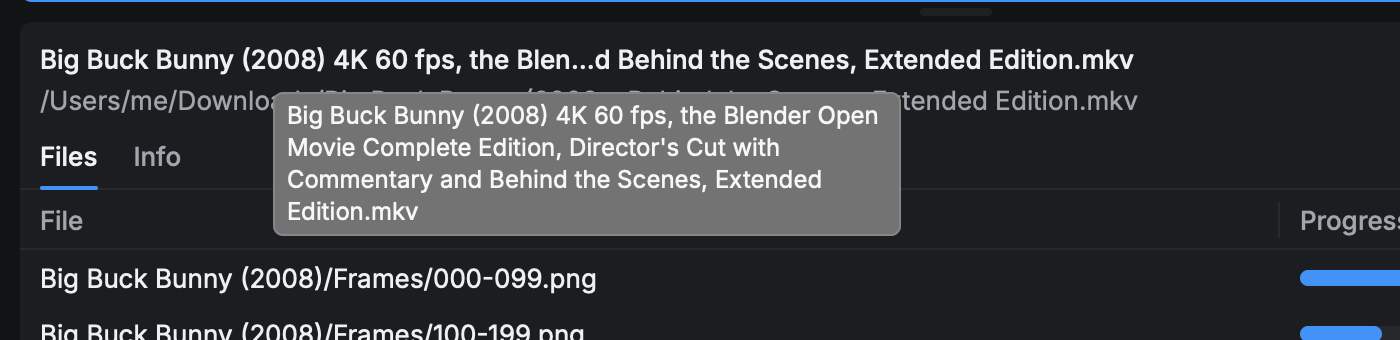 Big Buck Bunny (2008) 4K 60 fps, the Blen...d Behind the Scenes, Extended Edition.mkv
/Users/me/Downloa tended Edition.mkv
Big Buck Bunny (2008) 4K 60 fps, the Blender Open
Movie Complete Edition, Director's Cut with
Commentary and Behind the Scenes, Extended
Edition.mkv
Files Info
File Progress
Big Buck Bunny (2008)/Frames/000-099.png
Big Buck Bunny (2008)/Frames/100-199.png